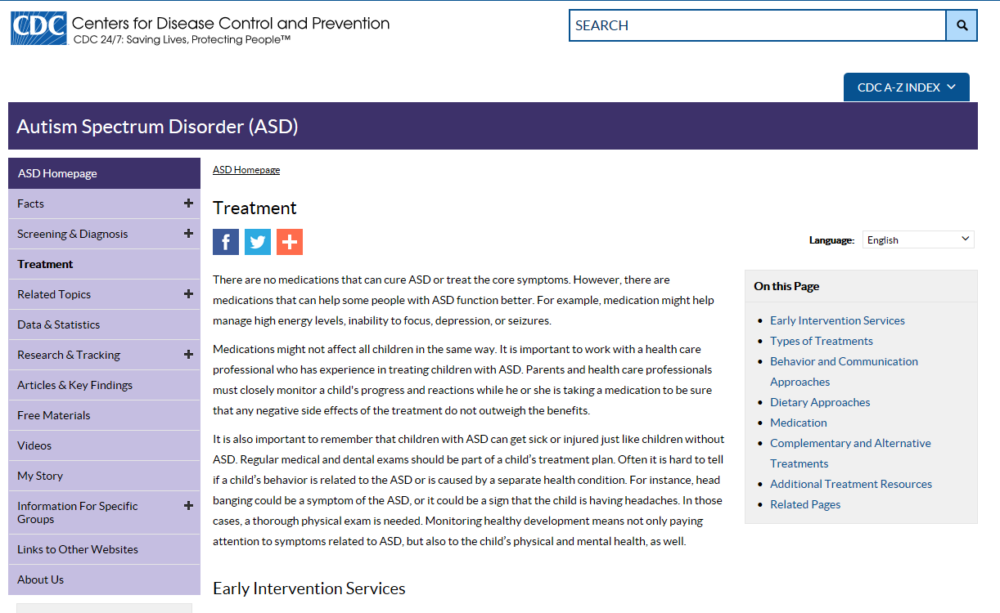 CDC
Centers for Disease Control and Prevention
CDC 24/7: Saving Lives, Protecting People™
SEARCH
CDC A-Z INDEX
Autism Spectrum Disorder (ASD)
ASD Homepage
Facts
Screening & Diagnosis
Treatment
Related Topics
Data & Statistics
Research & Tracking
Articles & Key Findings
Free Materials
Videos
My Story
Information For Specific
Groups
Links to Other Websites
About Us
ASD Homepage
Treatment
Language:
English
There are no medications that can cure ASD or treat the core symptoms. However, there are
medications that can help some people with ASD function better. For example, medication might help
manage high energy levels, inability to focus, depression, or seizures.
Medications might not affect all children in the same way. It is important to work with a health care
professional who has experience in treating children with ASD. Parents and health care professionals
must closely monitor a child's progress and reactions while he or she is taking a medication to be sure
that any negative side effects of the treatment do not outweigh the benefits.
It is also important to remember that children with ASD can get sick or injured just like children without
ASD. Regular medical and dental exams should be part of a child’s treatment plan. Often it is hard to tell
if a child’s behavior is related to the ASD or is caused by a separate health condition. For instance, head
banging could be a symptom of the ASD, or it could be a sign that the child is having headaches. In those
cases, a thorough physical exam is needed. Monitoring healthy development means not only paying
attention to symptoms related to ASD, but also to the child’s physical and mental health, as well.
Early Intervention Services
On this Page
Early Intervention Services
Types of Treatments
Behavior and Communication
Approaches
Dietary Approaches
Medication
Complementary and Alternative
Treatments
Additional Treatment Resources
Related Pages